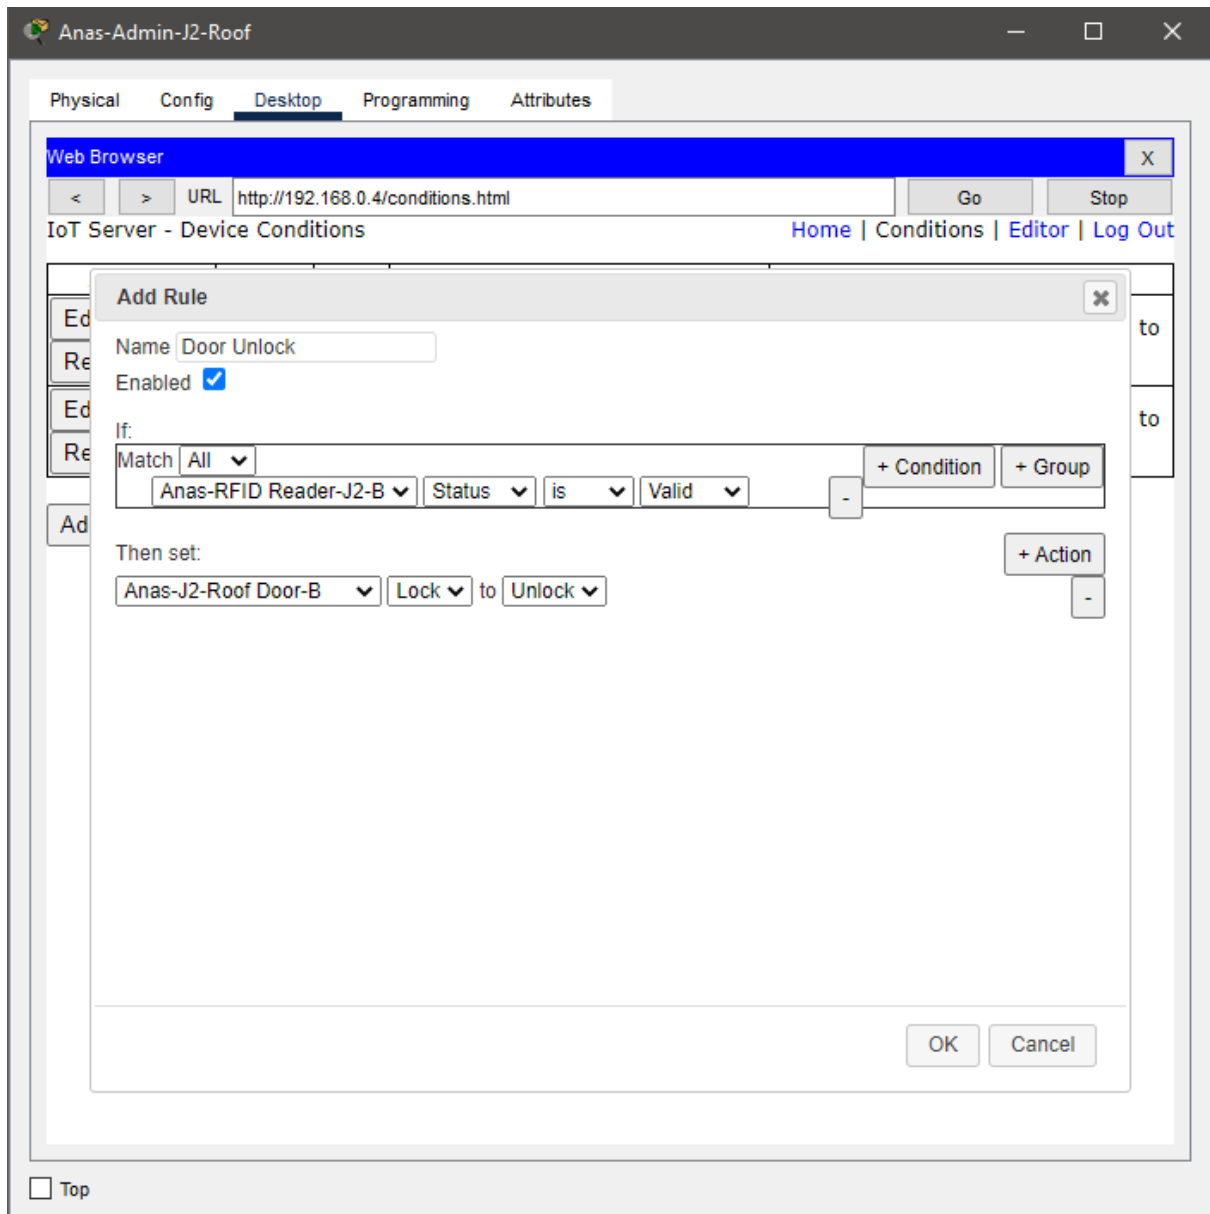 Anas-Admin-J2-Roof
Physical Config Desktop Programming Attributes
Web Browser X
< > URL http://192.168.0.4/conditions.html Go Stop
IoT Server - Device Conditions Home | Conditions | Editor | Log Out
Add Rule
Ed to
Name Door Unlock
Re
Enabled
Ed to
If:
Re
Match All + Condition + Group
Anas-RFID Reader-J2-B Status is Valid -
Ad
Then set: + Action
Anas-J2-Roof Door-B Lock to Unlock -
OK Cancel
Top